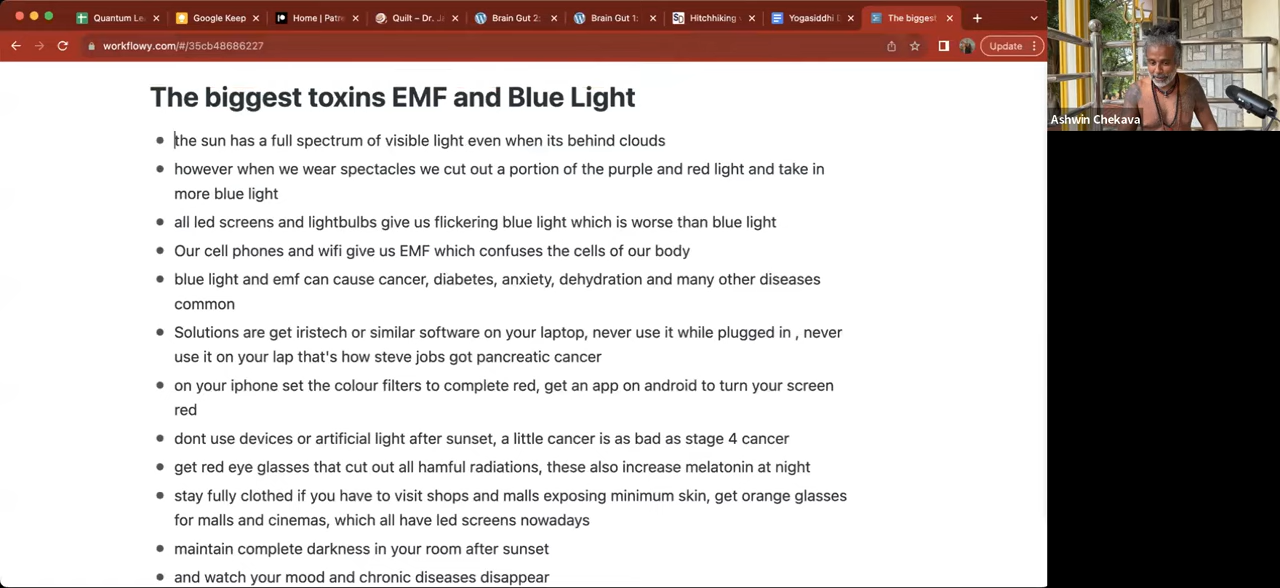 Quantum Le
Google Keep
Home | Patre
Quilt – Dr. Ja
Brain Gut 2:
Brain Gut 1:
Hitchhiking
Yogasiddhi
The biggest
workflowy.com/#/35cb48686227
Update
The biggest toxins EMF and Blue Light
the sun has a full spectrum of visible light even when its behind clouds
however when we wear spectacles we cut out a portion of the purple and red light and take in
more blue light
all led screens and lightbulbs give us flickering blue light which is worse than blue light
Our cell phones and wifi give us EMF which confuses the cells of our body
blue light and emf can cause cancer, diabetes, anxiety, dehydration and many other diseases
common
Solutions are get iristech or similar software on your laptop, never use it while plugged in , never
use it on your lap that's how steve jobs got pancreatic cancer
on your iphone set the colour filters to complete red, get an app on android to turn your screen
red
dont use devices or artificial light after sunset, a little cancer is as bad as stage 4 cancer
get red eye glasses that cut out all hamful radiations, these also increase melatonin at night
stay fully clothed if you have to visit shops and malls exposing minimum skin, get orange glasses
for malls and cinemas, which all have led screens nowadays
maintain complete darkness in your room after sunset
and watch your mood and chronic diseases disappear
Ashwin Chekava